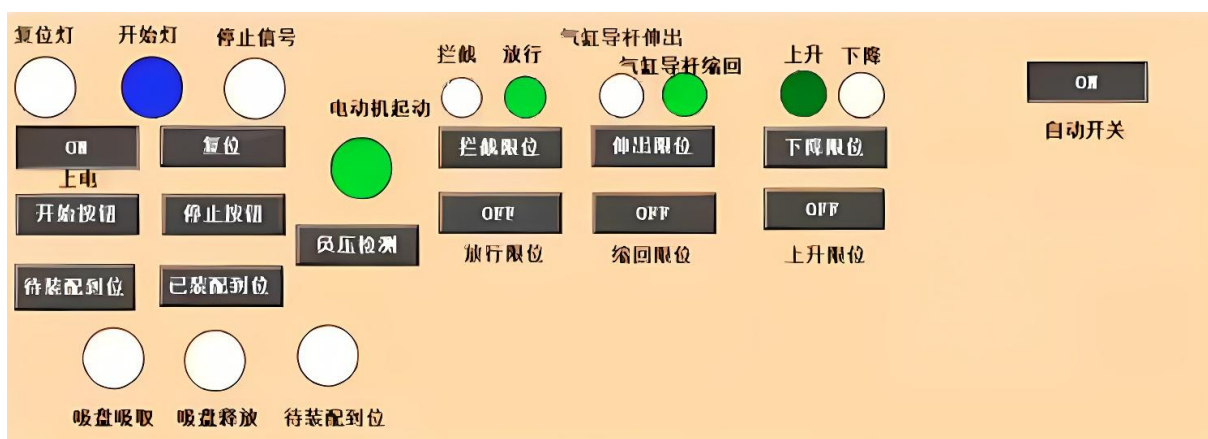 复位灯 开始灯 停止信号
气缸导杆伸出
拦截 放行
气缸导杆缩回
上升 下降
ON
电动机起动
自动开关
ON
复位
拦截限位
伸出限位
下降限位
上电
开始按钮
停止按钮
OFF
OFF
OFF
负压检测
放行限位
缩回限位
上升限位
待装配到位
已装配到位
吸盘吸取 吸盘释放 待装配到位